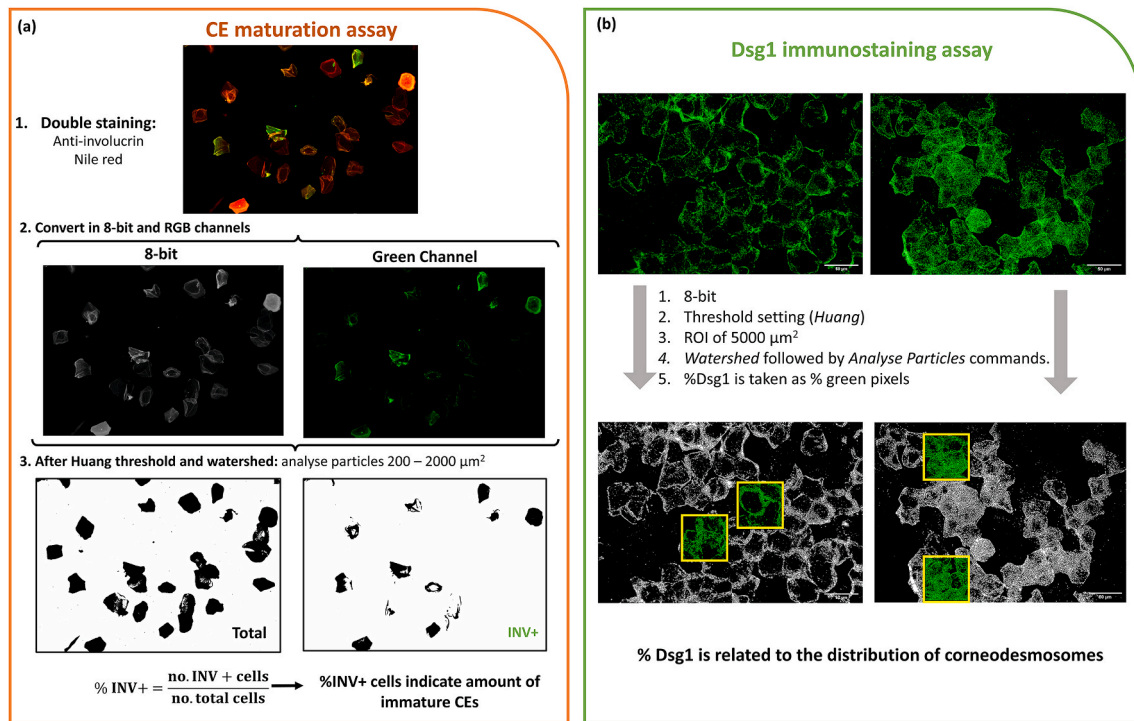 (a)
CE maturation assay
1. Double staining:
Anti-involucrin
Nile red
2. Convert in 8-bit and RGB channels
8-bit
Green Channel
3. After Huang threshold and watershed: analyse particles 200 – 2000 µm²
Total
INV+
% INV+ = no. INV + cells / no. total cells
%INV+ cells indicate amount of
immature CEs
(b)
Dsg1 immunostaining assay
50 µm
50 µm
1. 8-bit
2. Threshold setting (Huang)
3. ROI of 5000 µm²
4. Watershed followed by Analyse Particles commands.
5. %Dsg1 is taken as % green pixels
% Dsg1 is related to the distribution of corneodesmosomes